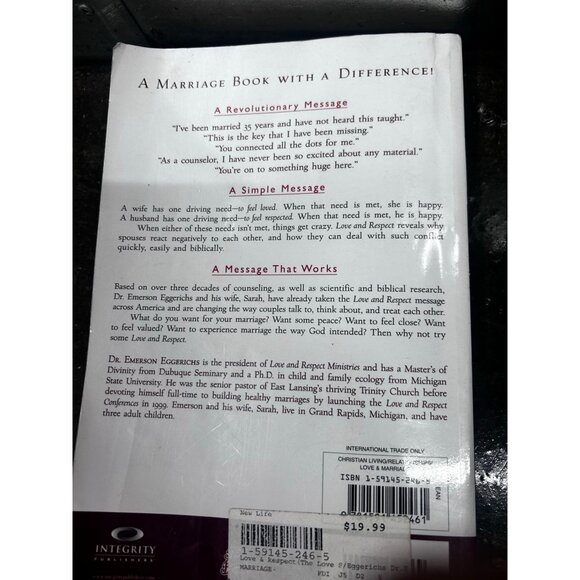 A MARRIAGE BOOK WITH A DIFFERENCE!
A Revolutionary Message
"I've been married 35 years and have not heard this taught."
"This is the key that I have been missing."
"You connected all the dots for me."
"As a counselor, I have never been so excited about any material."
"You're on to something huge here."
A Simple Message
A wife has one driving need—to feel loved. When that need is met, she is happy.
A husband has one driving need—to feel respected. When that need is met, he is happy.
When either of these needs isn't met, things get crazy. Love and Respect reveals why
spouses react negatively to each other, and how they can deal with such conflict
quickly, easily and biblically.
A Message That Works
Based on over three decades of counseling, as well as scientific and biblical research,
Dr. Emerson Eggerichs and his wife, Sarah, have already taken the Love and Respect message
across America and are changing the way couples talk to, think about, and treat each other.
What do you want for your marriage? Want some peace? Want to feel close? Want
to feel valued? Want to experience marriage the way God intended? Then why not try
some Love and Respect.
DR. EMERSON EGGERICHS is the president of Love and Respect Ministries and has a Master's of
Divinity from Dubuque Seminary and a Ph.D. in child and family ecology from Michigan
State University. He was the senior pastor of East Lansing's thriving Trinity Church before
devoting himself full-time to building healthy marriages by launching the Love and Respect
Conferences in 1999. Emerson and his wife, Sarah, live in Grand Rapids, Michigan, and have
three adult children.
INTERNATIONAL TRADE ONLY
CHRISTIAN LIVING/
LOVE & MARRIAGE
ISBN 1-59145-246-5
EAN
New Life
$19.99
1-59145-246-5
Love & Respect(The Love S/Eggerichs Dr.E
MARRIAGE- PDI J5 D2
INTEGRITY
PUBLISHERS